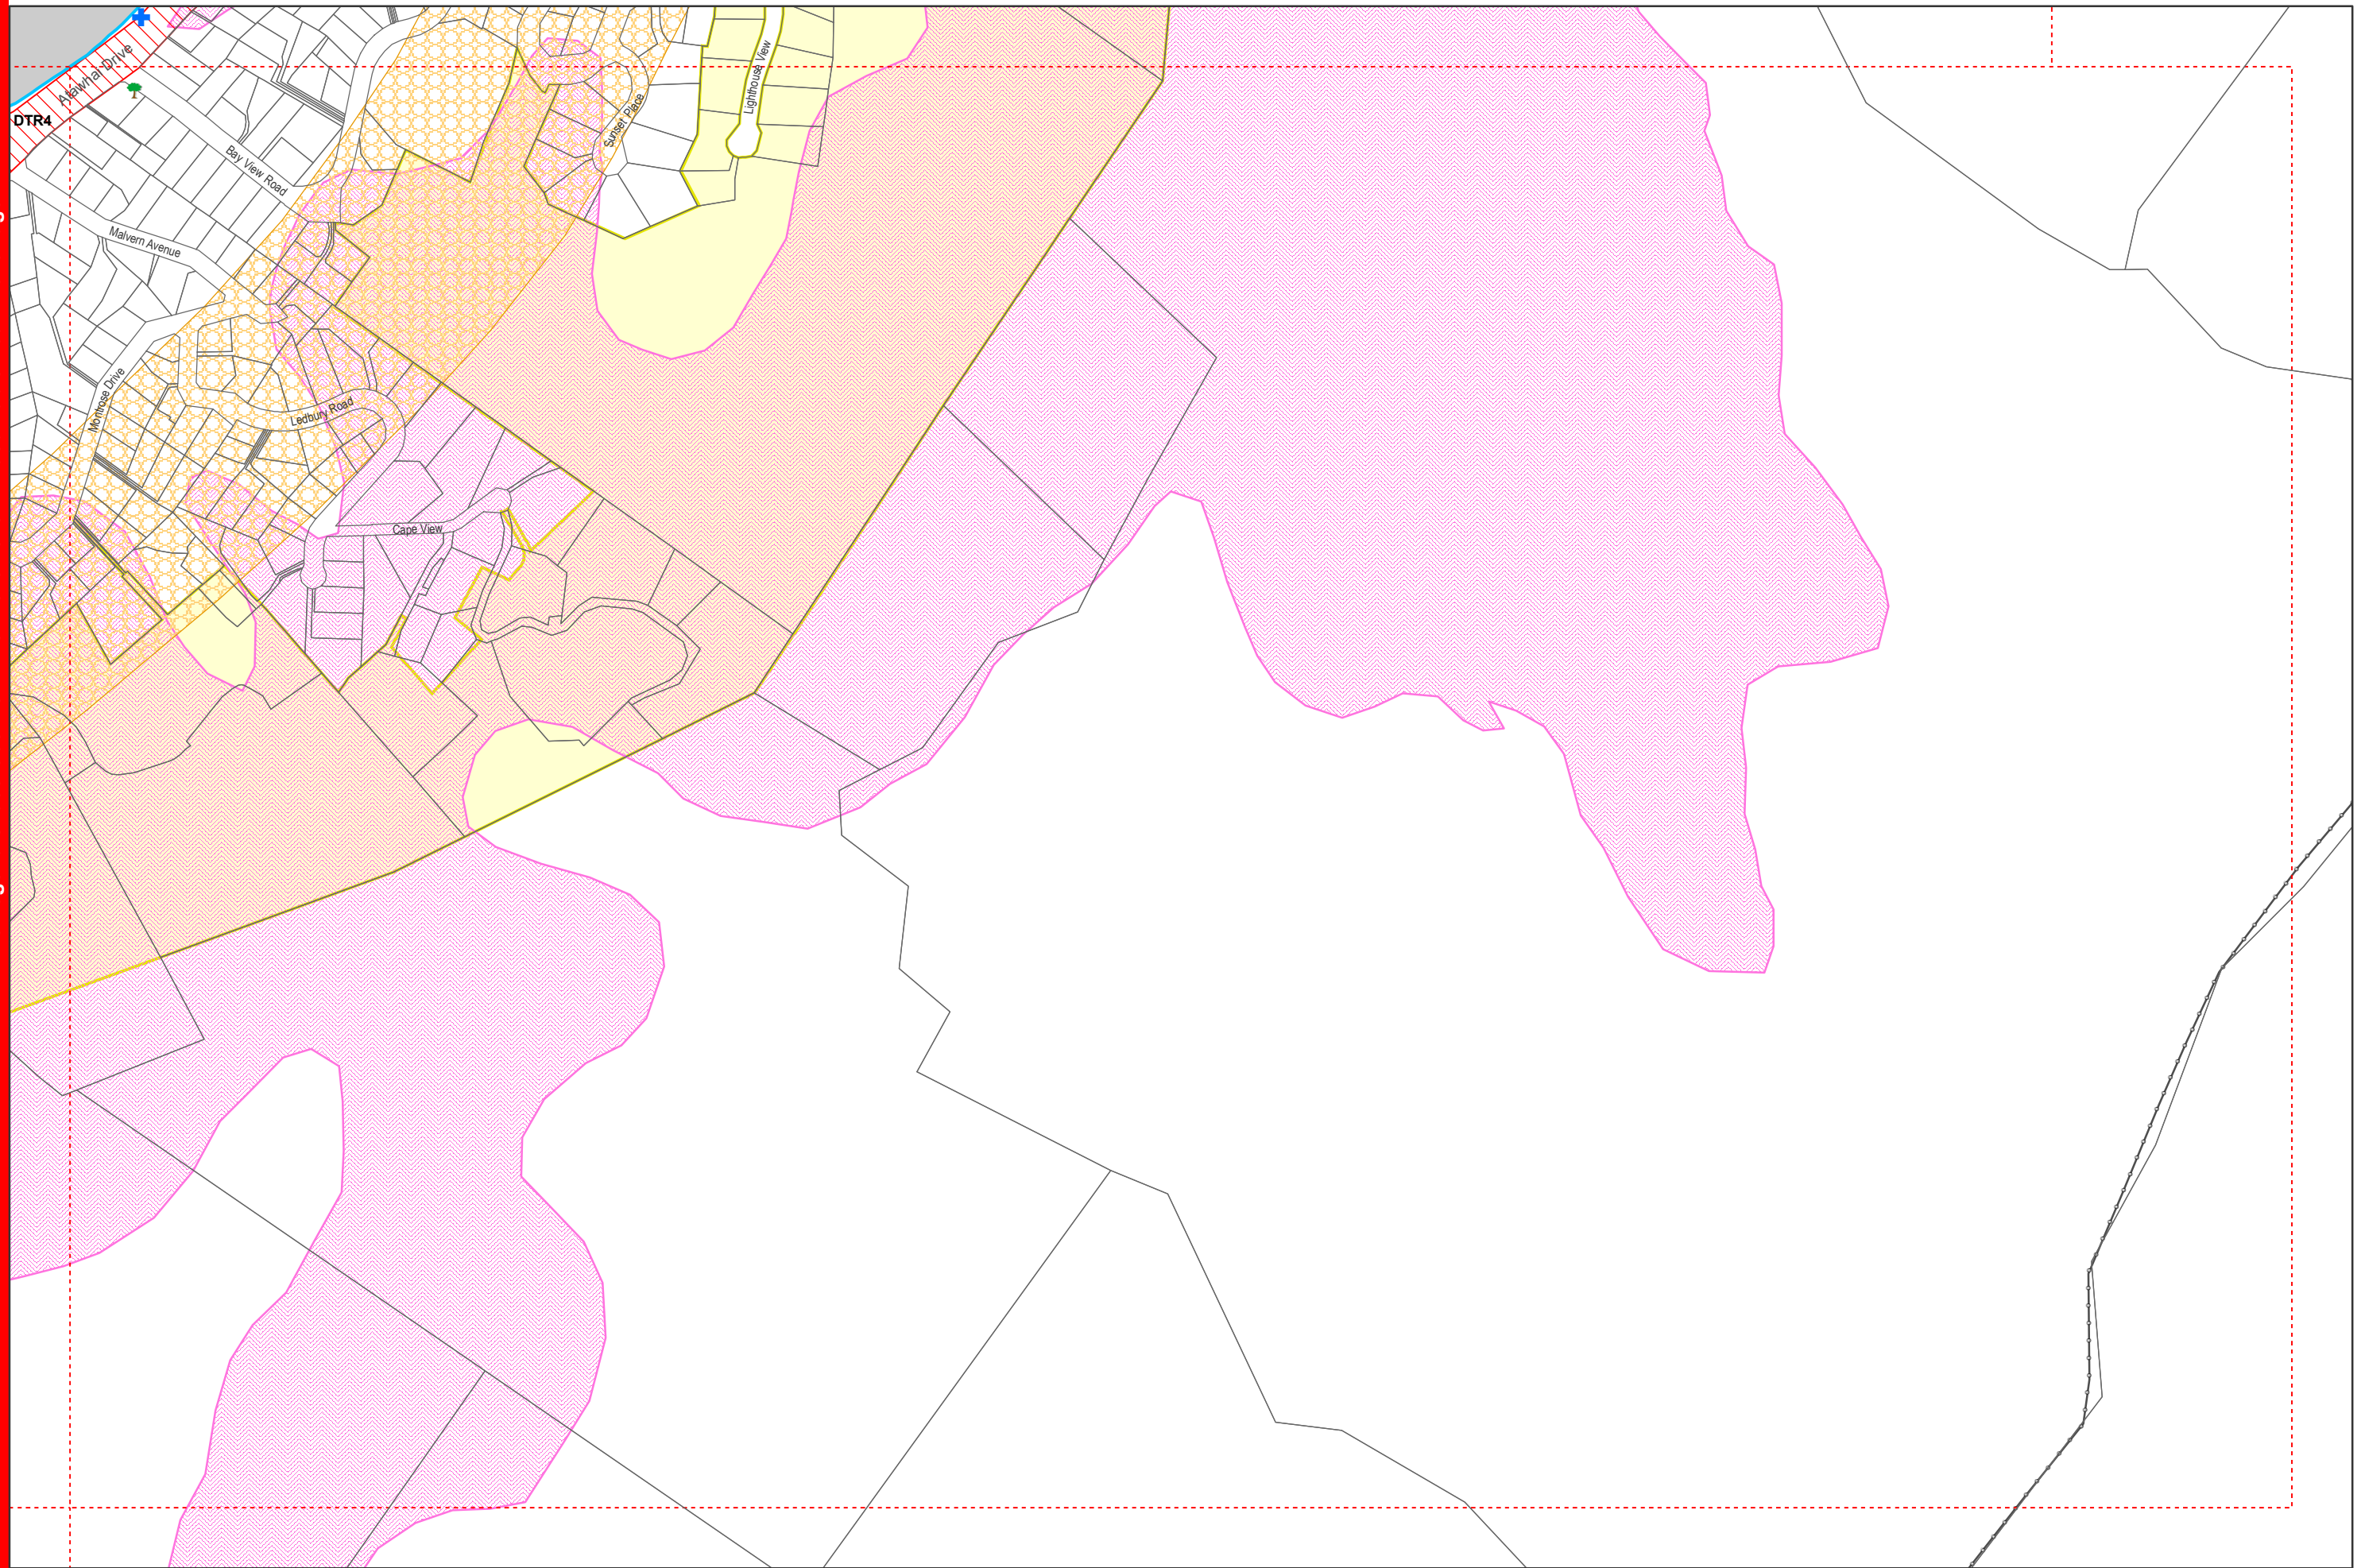 Atawhai Drive
Lighthouse View
DTR4
Sunset Place
Bay View Road
Malvern Avenue
Montrose Drive
Ledbury Road
Cape View